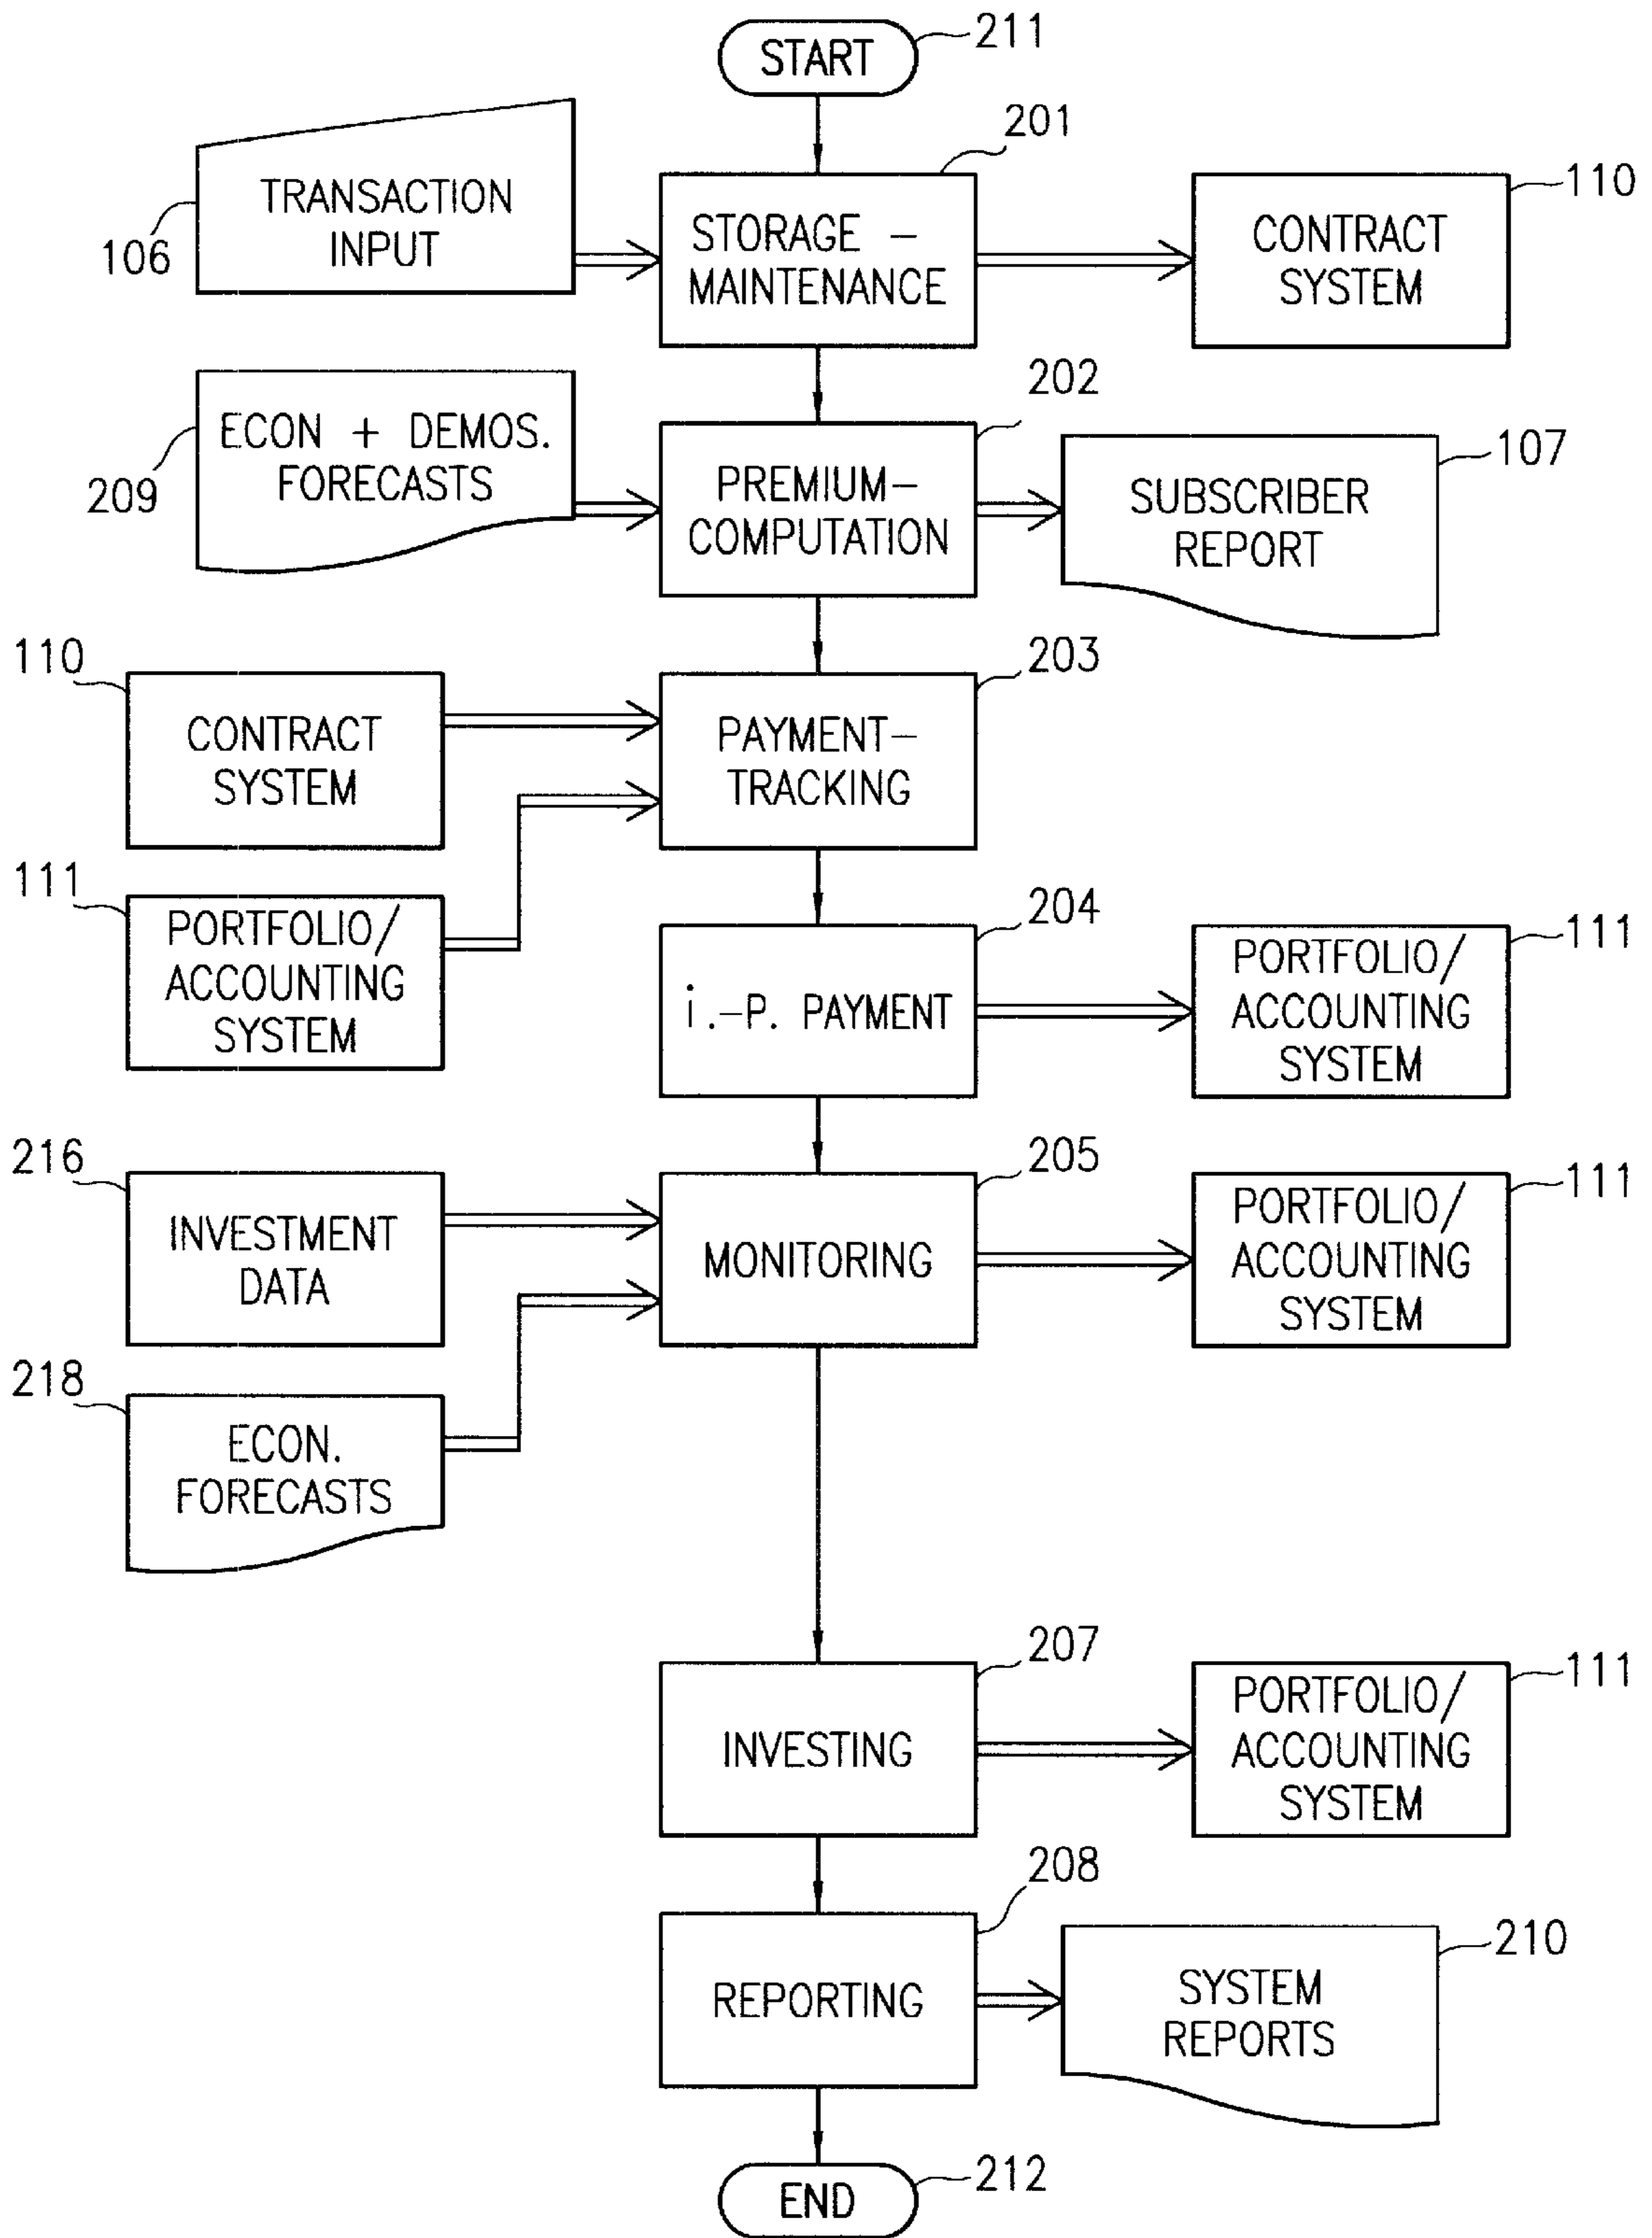 START
211
201
TRANSACTION
INPUT
106
STORAGE –
MAINTENANCE
CONTRACT
SYSTEM
110
202
ECON + DEMOS.
FORECASTS
209
PREMIUM–
COMPUTATION
SUBSCRIBER
REPORT
107
110
CONTRACT
SYSTEM
203
PAYMENT–
TRACKING
111
PORTFOLIO/
ACCOUNTING
SYSTEM
204
i.–P. PAYMENT
PORTFOLIO/
ACCOUNTING
SYSTEM
111
216
INVESTMENT
DATA
205
MONITORING
PORTFOLIO/
ACCOUNTING
SYSTEM
111
218
ECON.
FORECASTS
207
INVESTING
PORTFOLIO/
ACCOUNTING
SYSTEM
111
208
REPORTING
SYSTEM
REPORTS
210
END
212